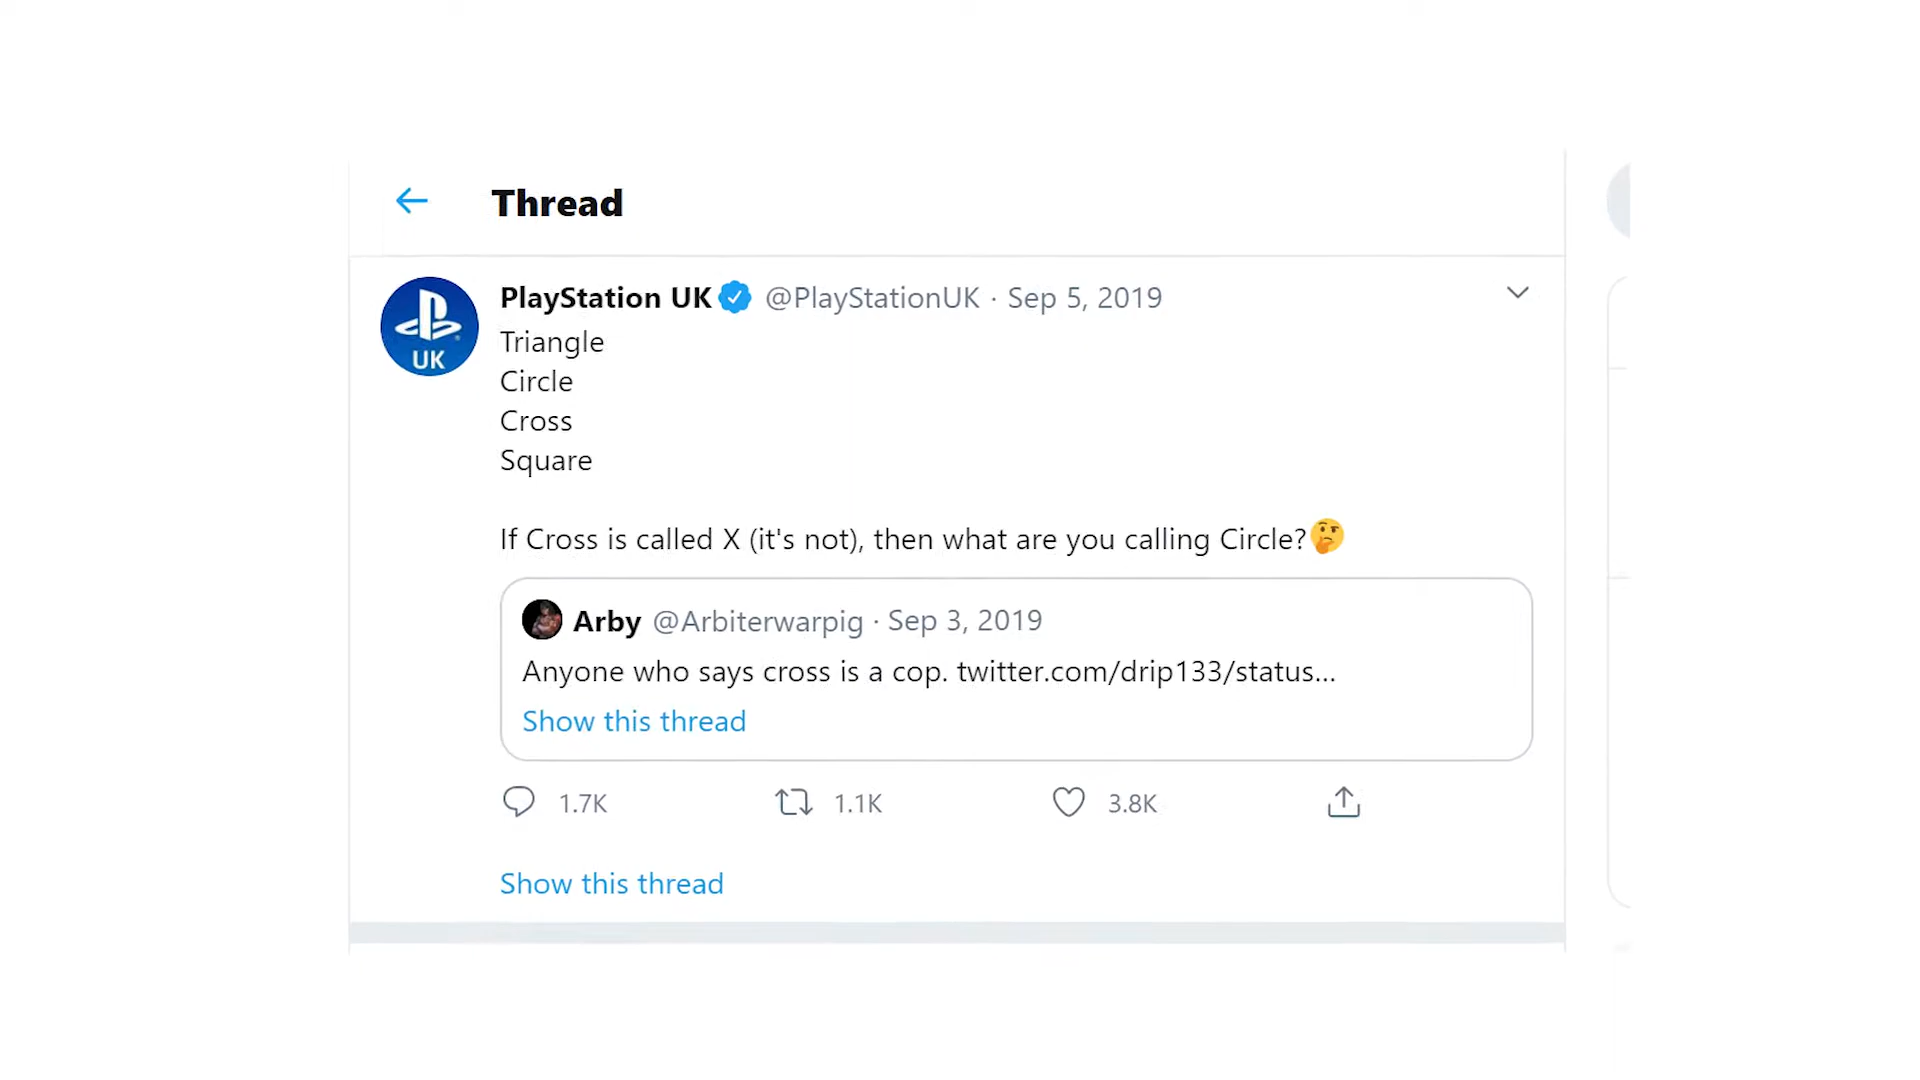 Thread
PlayStation UK @PlayStationUK · Sep 5, 2019
UK
Triangle
Circle
Cross
Square
If Cross is called X (it's not), then what are you calling Circle?🤔
Arby @Arbiterwarpig · Sep 3, 2019
Anyone who says cross is a cop. twitter.com/drip133/status...
Show this thread
1.7K 1.1K 3.8K
Show this thread